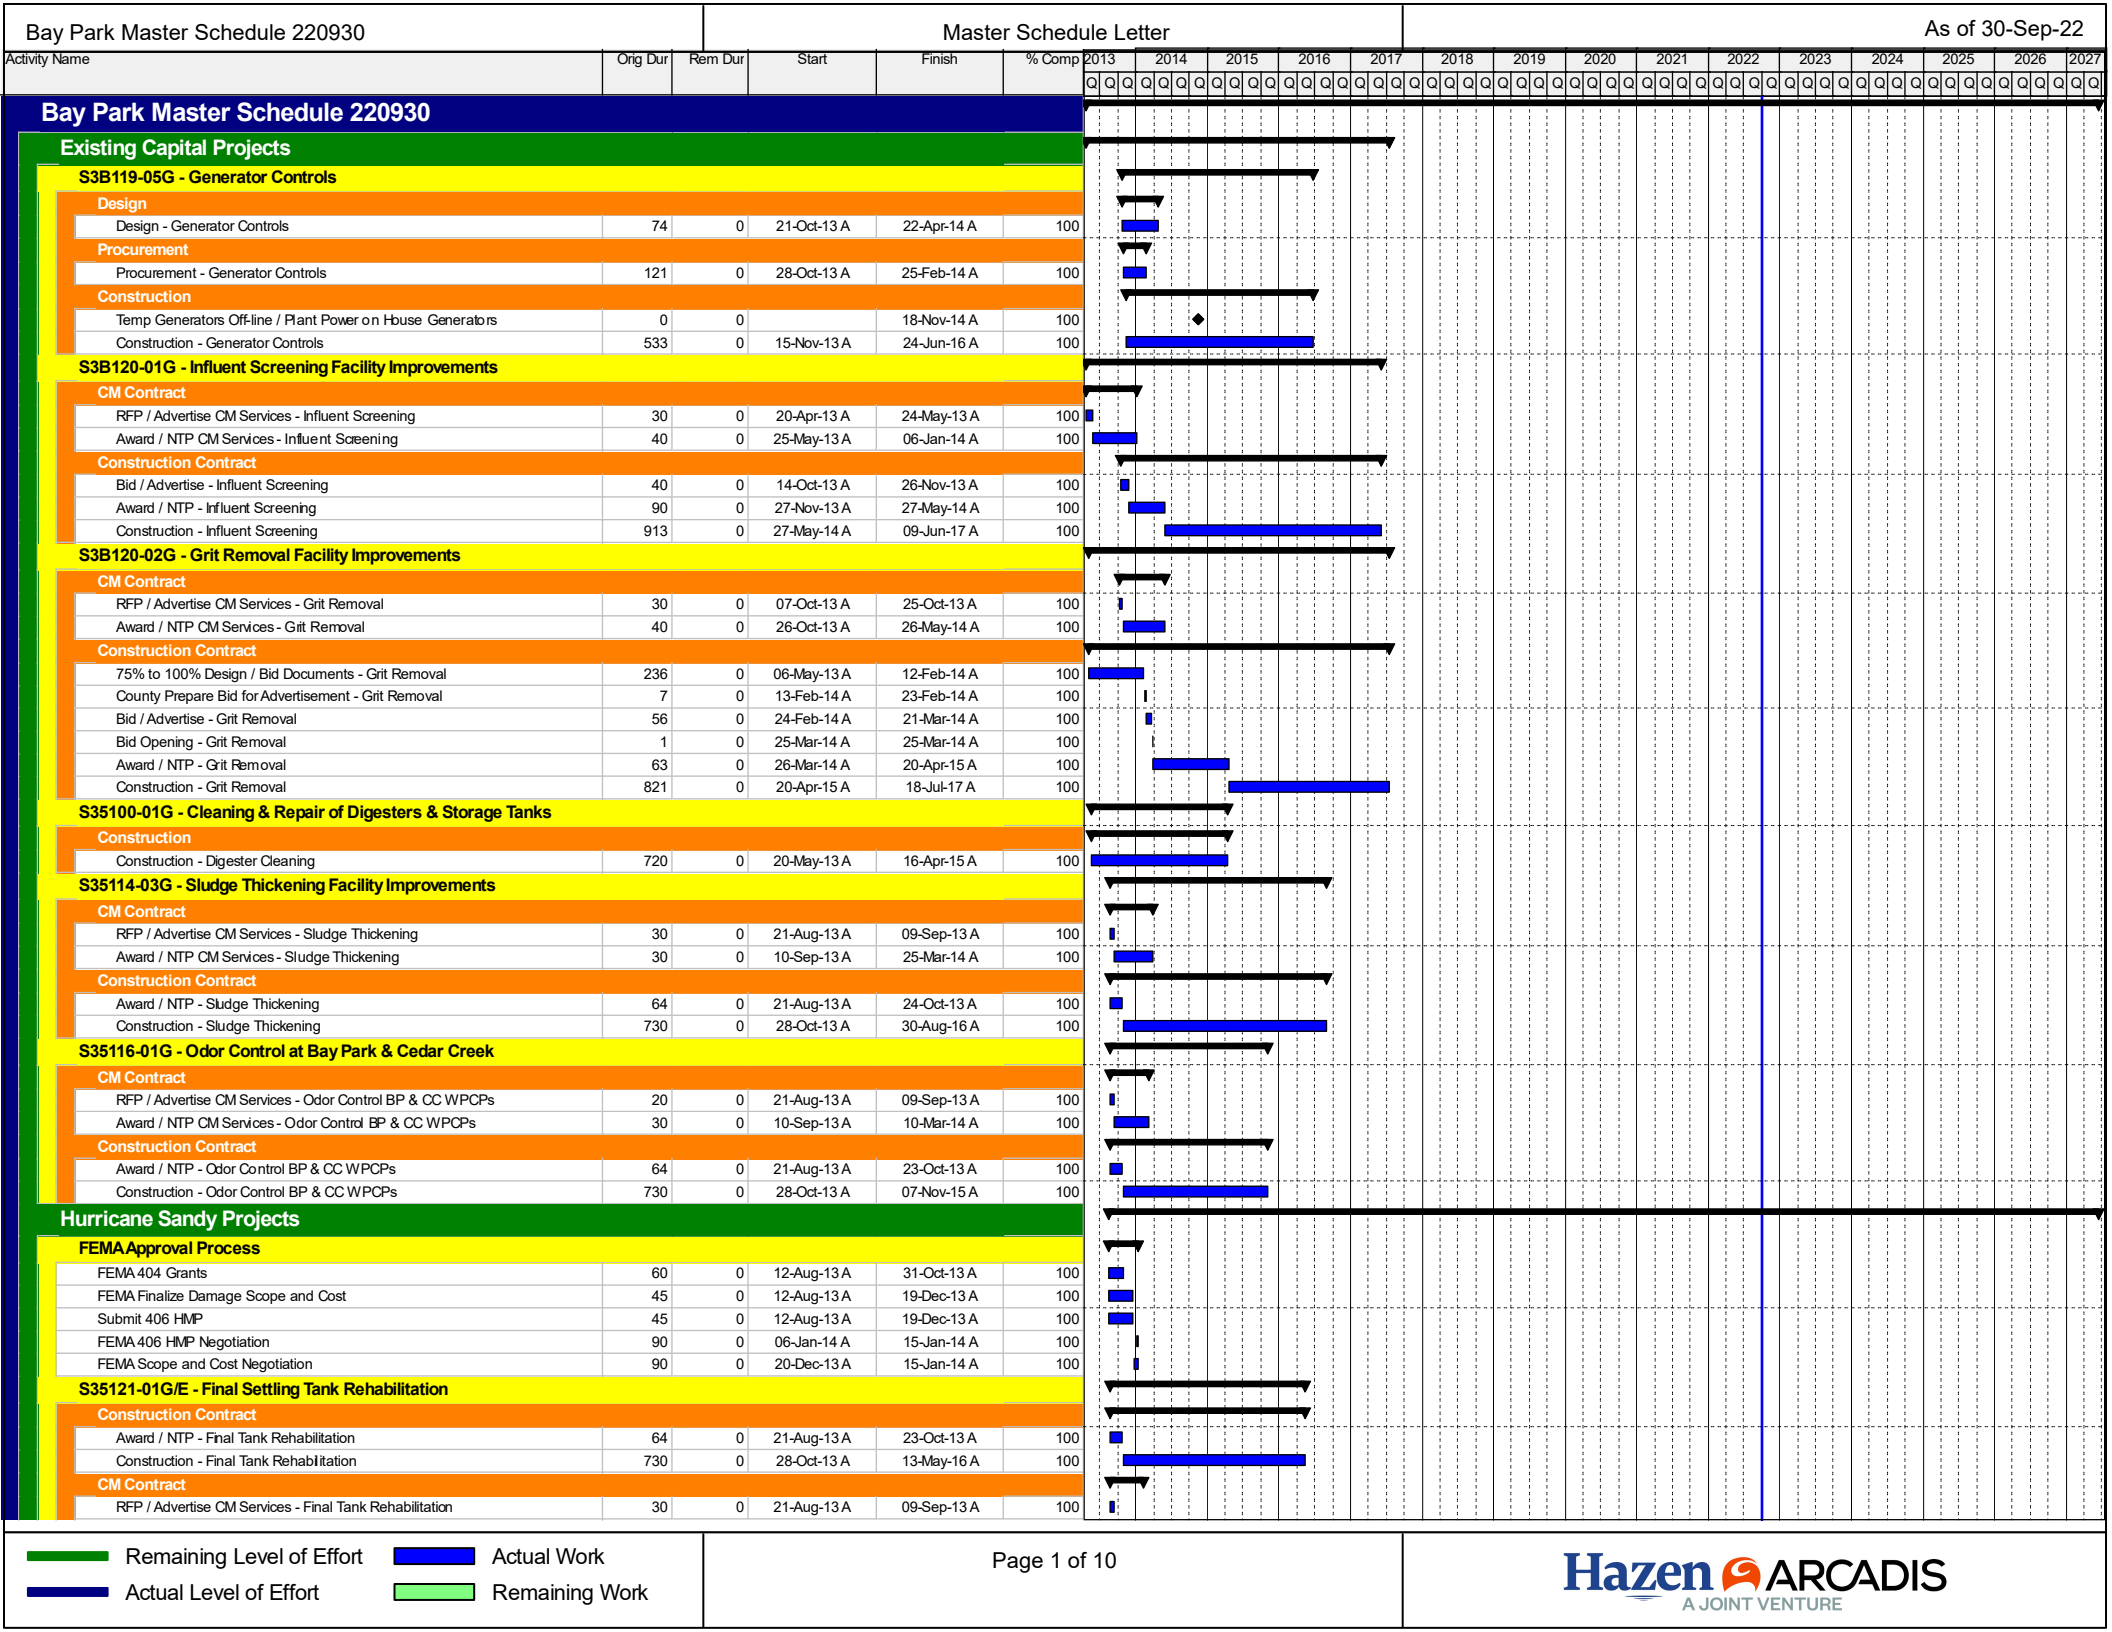 Bay Park Master Schedule 220930 Master Schedule Letter As of 30-Sep-22
Activity Name Orig Dur Rem Dur Start Finish % Comp 2013 2014 2015 2016 2017 2018 2019 2020 2021 2022 2023 2024 2025 2026 2027
Q Q Q Q Q Q Q Q Q Q Q Q Q Q Q Q Q Q Q Q Q Q Q Q Q Q Q Q Q Q Q Q Q Q Q Q Q Q Q Q Q Q Q Q Q Q Q Q Q Q Q Q Q Q Q Q Q
Bay Park Master Schedule 220930
Existing Capital Projects
S3B119-05G - Generator Controls
Design
Design - Generator Controls 74 0 21-Oct-13 A 22-Apr-14 A 100
Procurement
Procurement - Generator Controls 121 0 28-Oct-13 A 25-Feb-14 A 100
Construction
Temp Generators Off-line / Plant Power on House Generators 0 0 18-Nov-14 A 100
Construction - Generator Controls 533 0 15-Nov-13 A 24-Jun-16 A 100
S3B120-01G - Influent Screening Facility Improvements
CM Contract
RFP / Advertise CM Services - Influent Screening 30 0 20-Apr-13 A 24-May-13 A 100
Award / NTP CM Services - Influent Screening 40 0 25-May-13 A 06-Jan-14 A 100
Construction Contract
Bid / Advertise - Influent Screening 40 0 14-Oct-13 A 26-Nov-13 A 100
Award / NTP - Influent Screening 90 0 27-Nov-13 A 27-May-14 A 100
Construction - Influent Screening 913 0 27-May-14 A 09-Jun-17 A 100
S3B120-02G - Grit Removal Facility Improvements
CM Contract
RFP / Advertise CM Services - Grit Removal 30 0 07-Oct-13 A 25-Oct-13 A 100
Award / NTP CM Services - Grit Removal 40 0 26-Oct-13 A 26-May-14 A 100
Construction Contract
75% to 100% Design / Bid Documents - Grit Removal 236 0 06-May-13 A 12-Feb-14 A 100
County Prepare Bid for Advertisement - Grit Removal 7 0 13-Feb-14 A 23-Feb-14 A 100
Bid / Advertise - Grit Removal 56 0 24-Feb-14 A 21-Mar-14 A 100
Bid Opening - Grit Removal 1 0 25-Mar-14 A 25-Mar-14 A 100
Award / NTP - Grit Removal 63 0 26-Mar-14 A 20-Apr-15 A 100
Construction - Grit Removal 821 0 20-Apr-15 A 18-Jul-17 A 100
S35100-01G - Cleaning & Repair of Digesters & Storage Tanks
Construction
Construction - Digester Cleaning 720 0 20-May-13 A 16-Apr-15 A 100
S35114-03G - Sludge Thickening Facility Improvements
CM Contract
RFP / Advertise CM Services - Sludge Thickening 30 0 21-Aug-13 A 09-Sep-13 A 100
Award / NTP CM Services - Sludge Thickening 30 0 10-Sep-13 A 25-Mar-14 A 100
Construction Contract
Award / NTP - Sludge Thickening 64 0 21-Aug-13 A 24-Oct-13 A 100
Construction - Sludge Thickening 730 0 28-Oct-13 A 30-Aug-16 A 100
S35116-01G - Odor Control at Bay Park & Cedar Creek
CM Contract
RFP / Advertise CM Services - Odor Control BP & CC WPCPs 20 0 21-Aug-13 A 09-Sep-13 A 100
Award / NTP CM Services - Odor Control BP & CC WPCPs 30 0 10-Sep-13 A 10-Mar-14 A 100
Construction Contract
Award / NTP - Odor Control BP & CC WPCPs 64 0 21-Aug-13 A 23-Oct-13 A 100
Construction - Odor Control BP & CC WPCPs 730 0 28-Oct-13 A 07-Nov-15 A 100
Hurricane Sandy Projects
FEMA Approval Process
FEMA 404 Grants 60 0 12-Aug-13 A 31-Oct-13 A 100
FEMA Finalize Damage Scope and Cost 45 0 12-Aug-13 A 19-Dec-13 A 100
Submit 406 HMP 45 0 12-Aug-13 A 19-Dec-13 A 100
FEMA 406 HMP Negotiation 90 0 06-Jan-14 A 15-Jan-14 A 100
FEMA Scope and Cost Negotiation 90 0 20-Dec-13 A 15-Jan-14 A 100
S35121-01G/E - Final Settling Tank Rehabilitation
Construction Contract
Award / NTP - Final Tank Rehabilitation 64 0 21-Aug-13 A 23-Oct-13 A 100
Construction - Final Tank Rehabilitation 730 0 28-Oct-13 A 13-May-16 A 100
CM Contract
RFP / Advertise CM Services - Final Tank Rehabilitation 30 0 21-Aug-13 A 09-Sep-13 A 100
Remaining Level of Effort Actual Work
Actual Level of Effort Remaining Work
Page 1 of 10
Hazen ARCADIS
A JOINT VENTURE